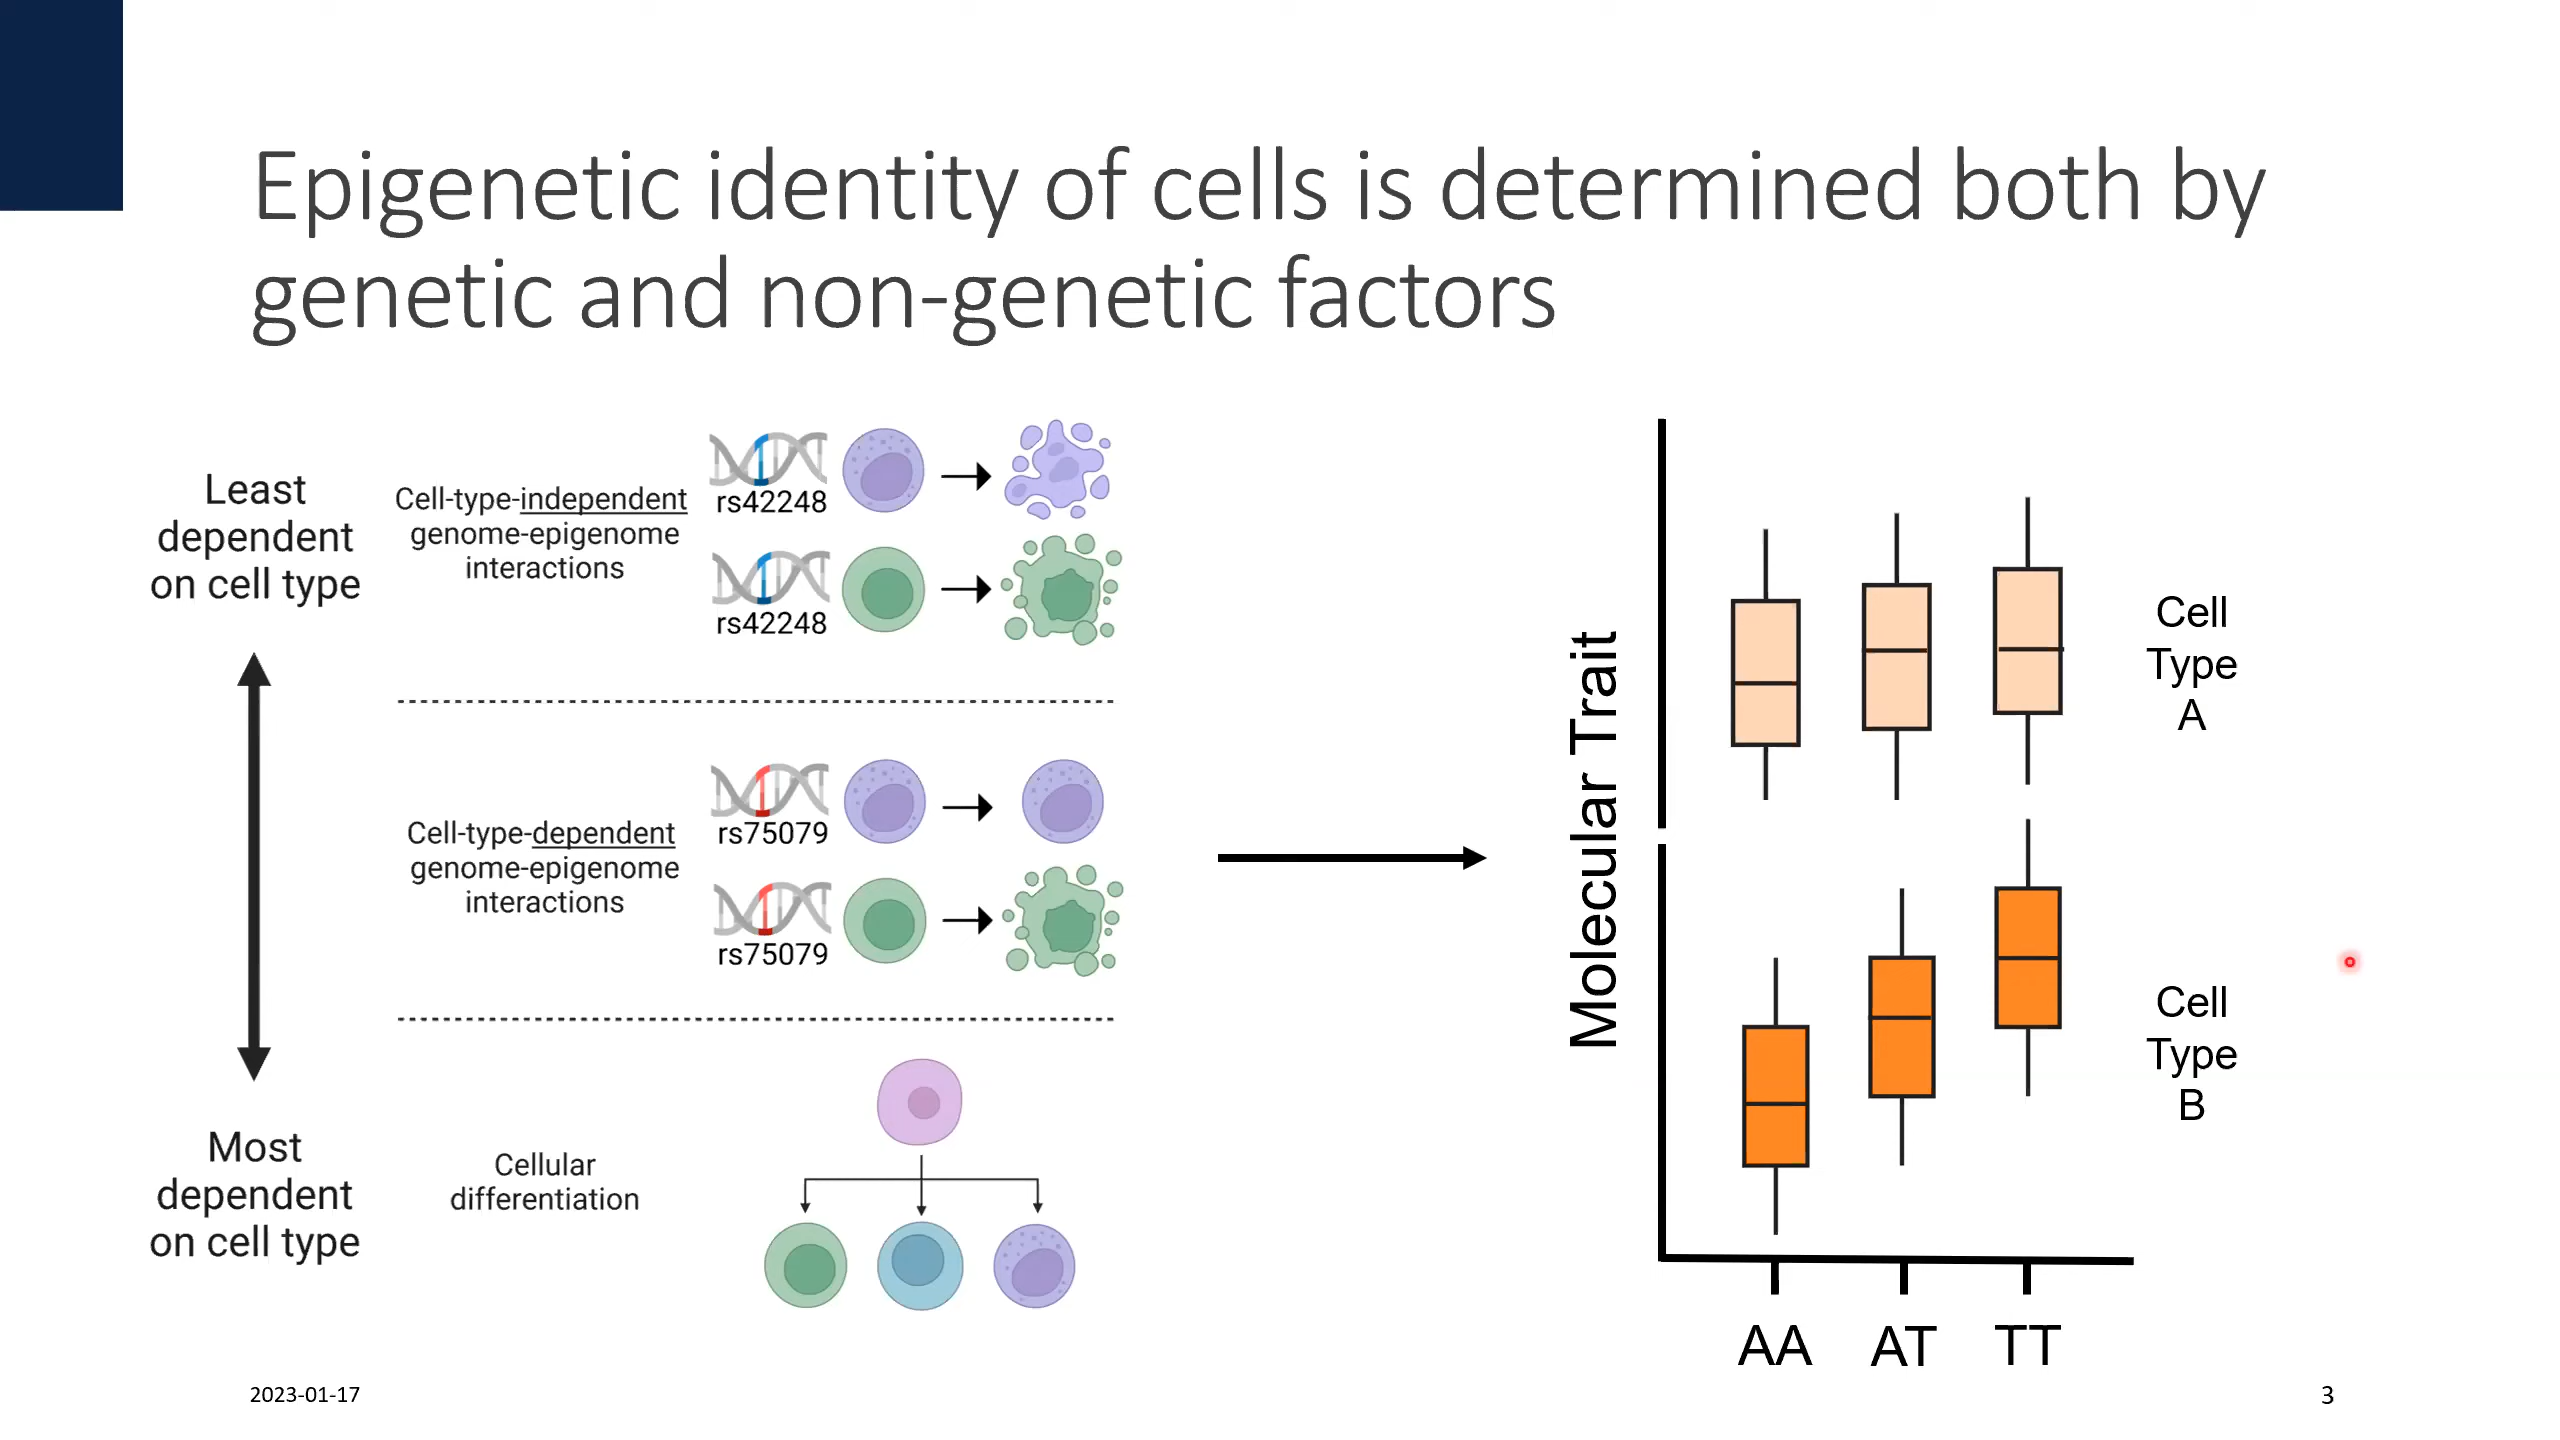 Epigenetic identity of cells is determined both by
genetic and non-genetic factors
Least
dependent
on cell type
Cell-type-independent
genome-epigenome
interactions
rs42248
rs42248
Cell-type-dependent
genome-epigenome
interactions
rs75079
rs75079
Most
dependent
on cell type
Cellular
differentiation
Molecular Trait
Cell
Type
A
Cell
Type
B
AA AT TT
2023-01-17
3